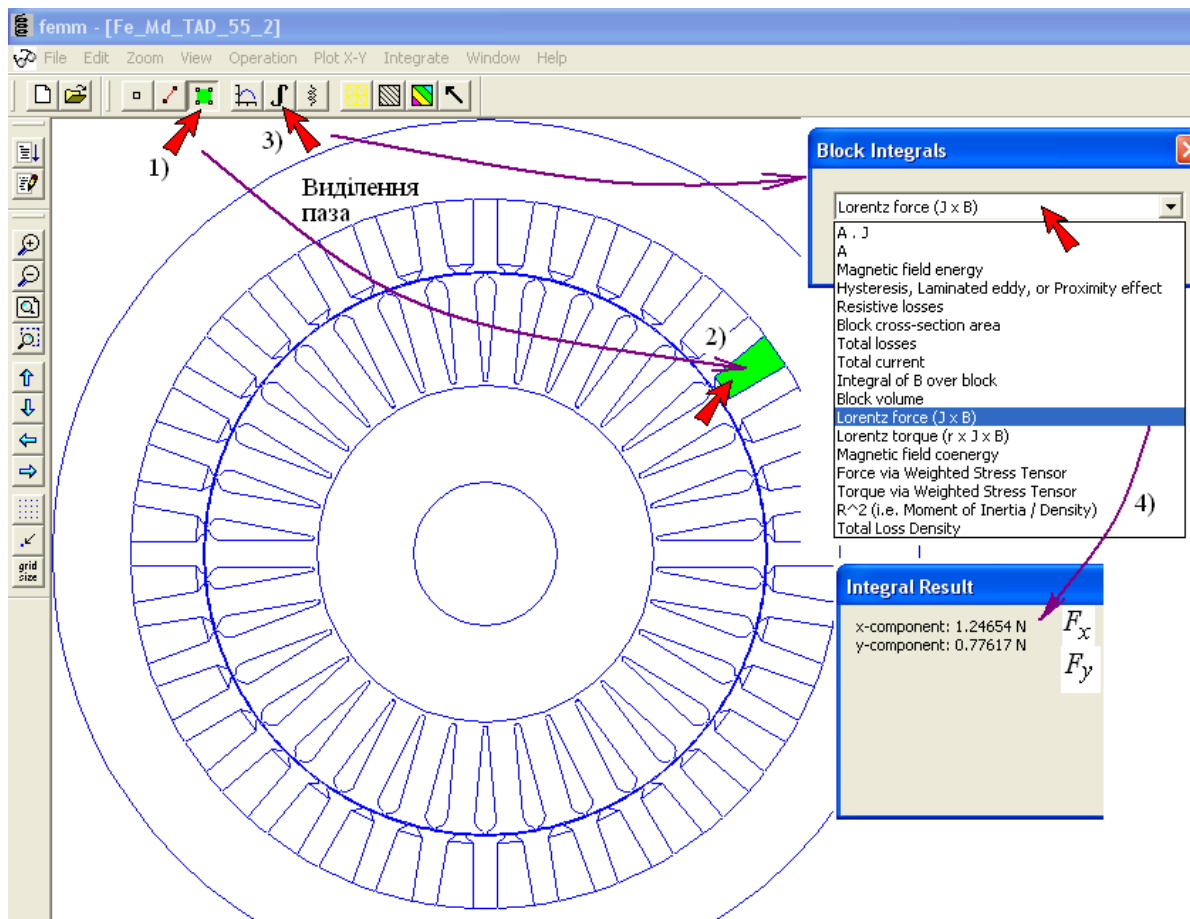 femm - [Fe_Md_TAD_55_2]
File Edit Zoom View Operation Plot X-Y Integrate Window Help
1)
3)
Виділення
паза
2)
grid
size
Block Integrals
Lorentz force (J x B)
A . J
A
Magnetic field energy
Hysteresis, Laminated eddy, or Proximity effect
Resistive losses
Block cross-section area
Total losses
Total current
Integral of B over block
Block volume
Lorentz force (J x B)
Lorentz torque (r x J x B)
Magnetic field coenergy
Force via Weighted Stress Tensor
Torque via Weighted Stress Tensor
R^2 (i.e. Moment of Inertia / Density)
Total Loss Density
4)
Integral Result
x-component: 1.24654 N Fx
y-component: 0.77617 N Fy